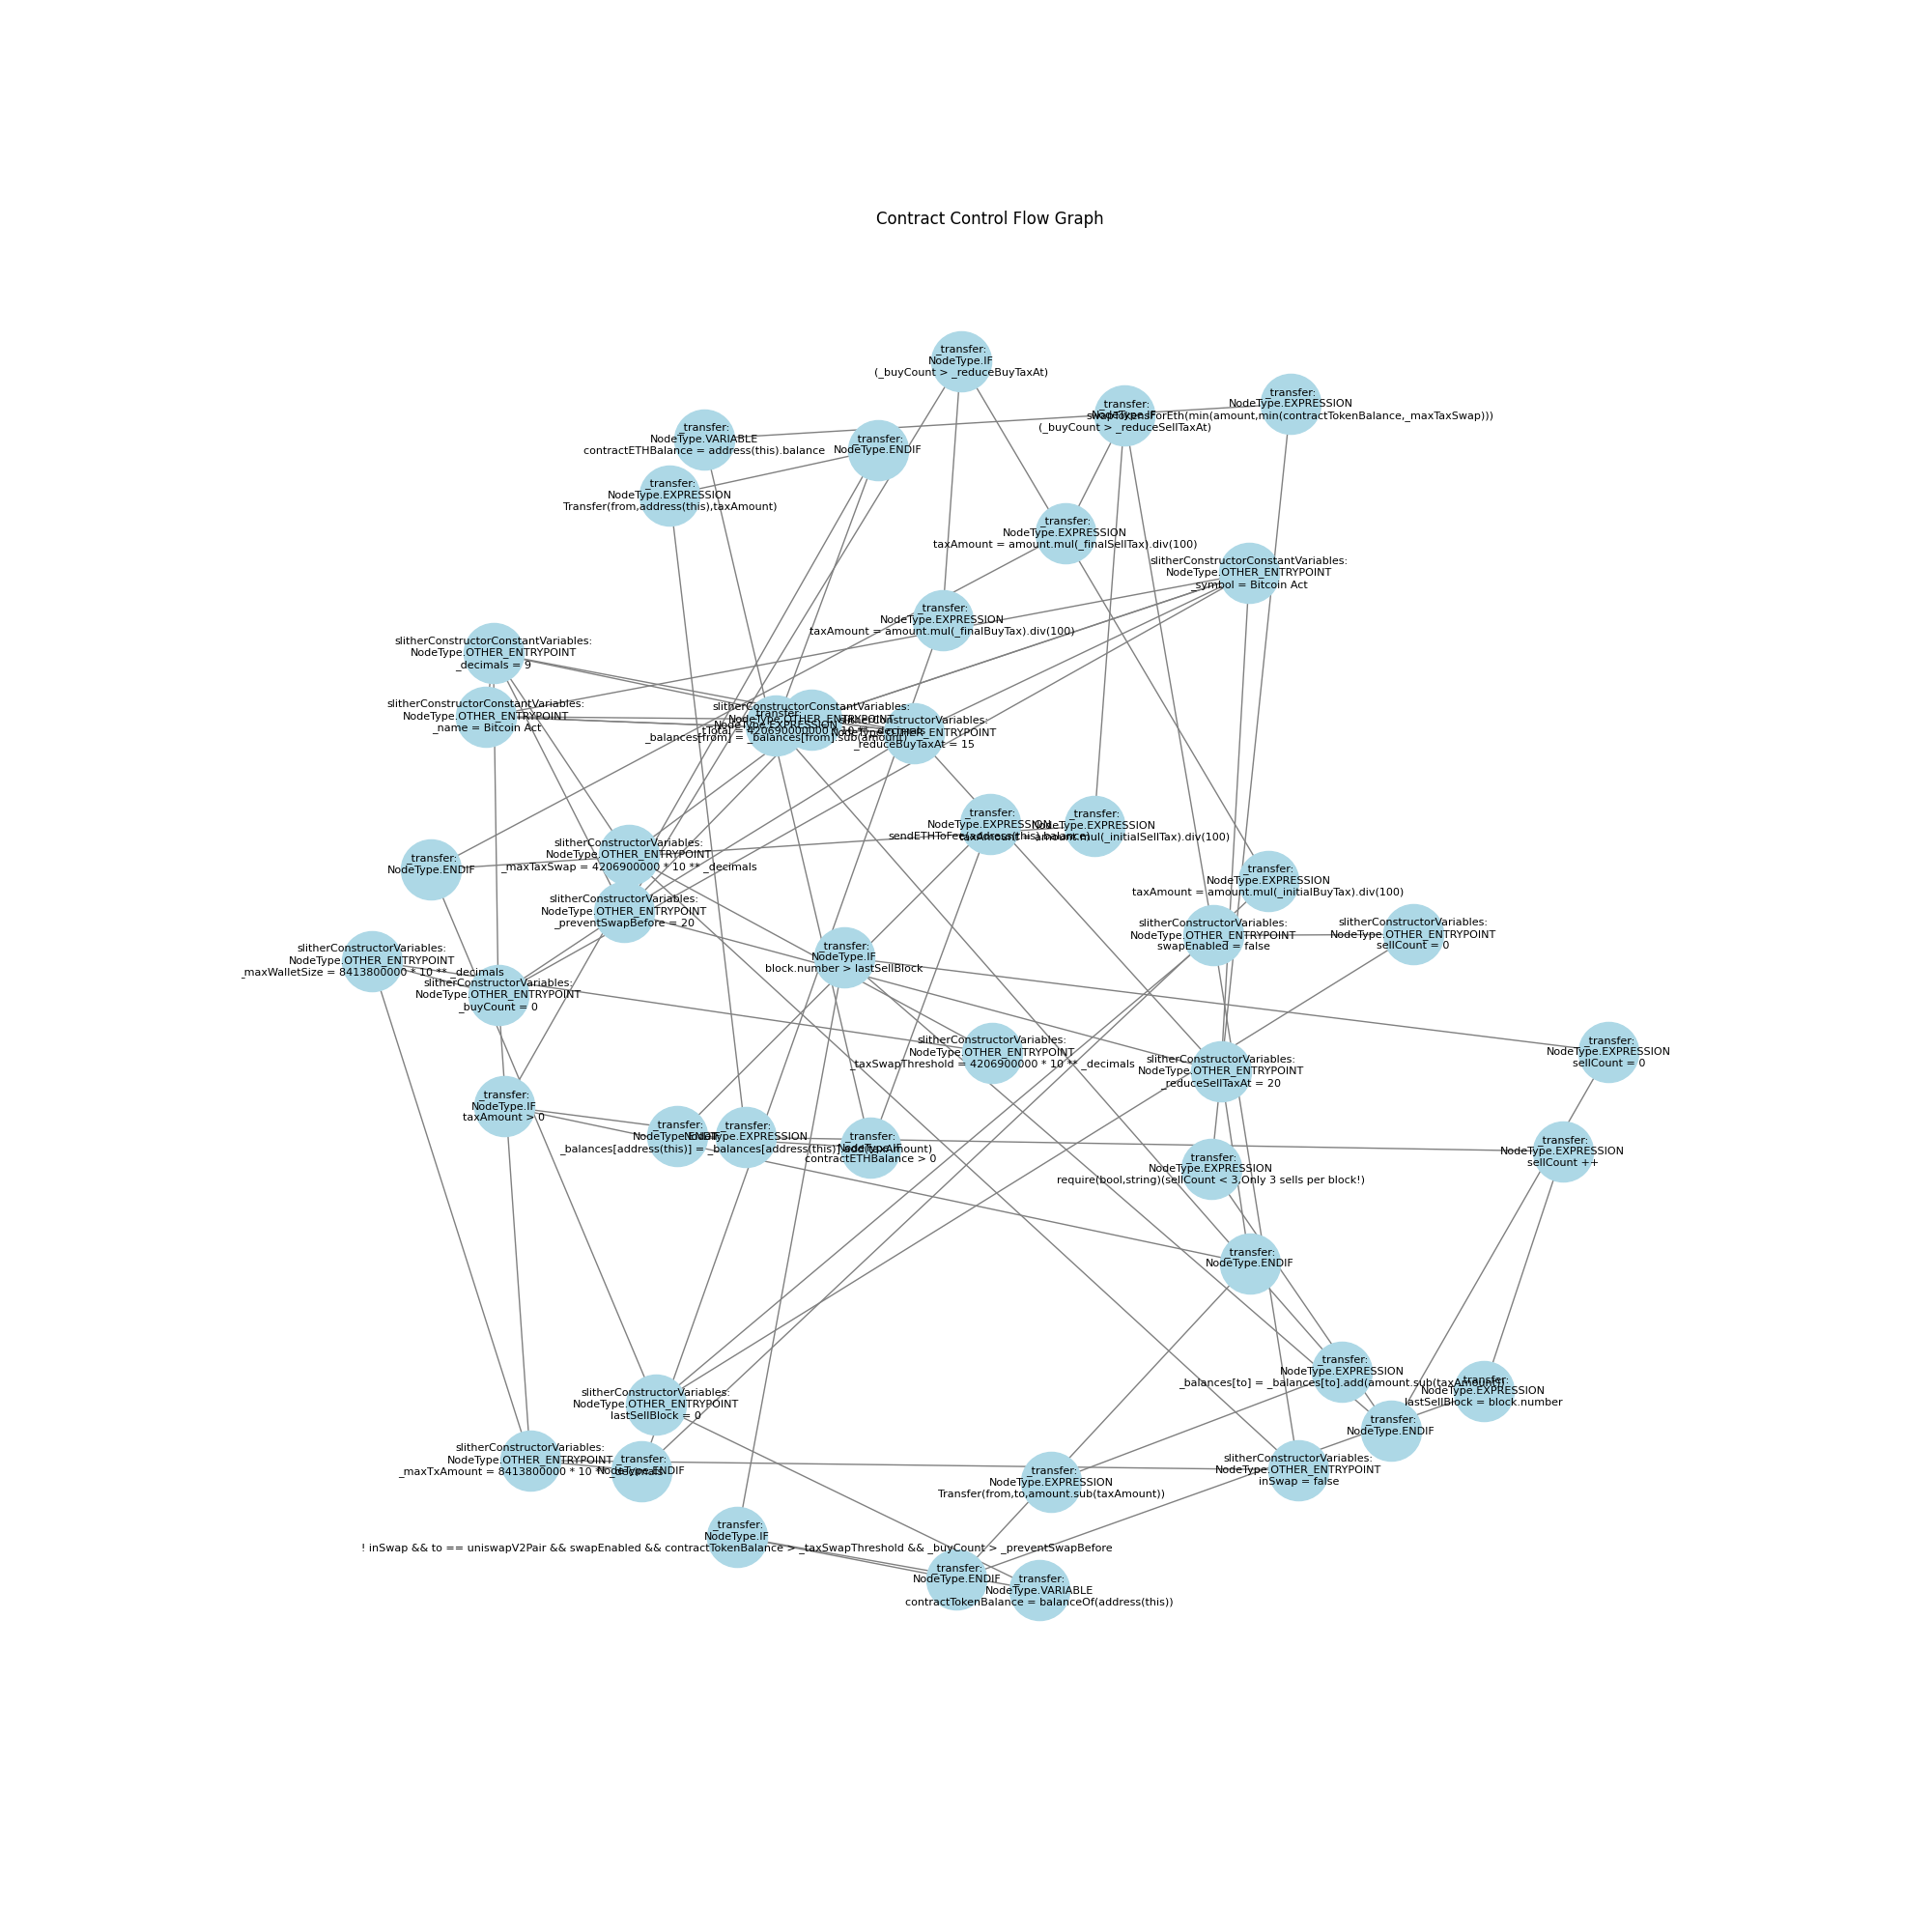 Contract Control Flow Graph
_transfer:
NodeType.IF
(_buyCount > _reduceBuyTaxAt)
_transfer:
NodeType.EXPRESSION
swapTokensForEth(min(amount,min(contractTokenBalance,_maxTaxSwap)))
_transfer:
NodeType.IF
(_buyCount > _reduceSellTaxAt)
_transfer:
NodeType.VARIABLE
contractETHBalance = address(this).balance
_transfer:
NodeType.ENDIF
_transfer:
NodeType.EXPRESSION
Transfer(from,address(this),taxAmount)
_transfer:
NodeType.EXPRESSION
taxAmount = amount.mul(_finalSellTax).div(100)
slitherConstructorConstantVariables:
NodeType.OTHER_ENTRYPOINT
_symbol = Bitcoin Act
_transfer:
NodeType.EXPRESSION
taxAmount = amount.mul(_finalBuyTax).div(100)
slitherConstructorConstantVariables:
NodeType.OTHER_ENTRYPOINT
_decimals = 9
slitherConstructorConstantVariables:
NodeType.OTHER_ENTRYPOINT
_name = Bitcoin Act
slitherConstructorConstantVariables:
NodeType.OTHER_ENTRYPOINT
_tTotal = 420690000000 * 10 ** _decimals
_transfer:
NodeType.EXPRESSION
_balances[from] = _balances[from].sub(amount)
slitherConstructorVariables:
NodeType.OTHER_ENTRYPOINT
_reduceBuyTaxAt = 15
_transfer:
NodeType.EXPRESSION
sendETHToFee(address(this).balance)
_transfer:
NodeType.EXPRESSION
taxAmount = amount.mul(_initialSellTax).div(100)
slitherConstructorVariables:
NodeType.OTHER_ENTRYPOINT
_maxTaxSwap = 4206900000 * 10 ** _decimals
_transfer:
NodeType.ENDIF
_transfer:
NodeType.EXPRESSION
taxAmount = amount.mul(_initialBuyTax).div(100)
slitherConstructorVariables:
NodeType.OTHER_ENTRYPOINT
_preventSwapBefore = 20
slitherConstructorVariables:
NodeType.OTHER_ENTRYPOINT
swapEnabled = false
slitherConstructorVariables:
NodeType.OTHER_ENTRYPOINT
sellCount = 0
slitherConstructorVariables:
NodeType.OTHER_ENTRYPOINT
_maxWalletSize = 8413800000 * 10 ** _decimals
_transfer:
NodeType.IF
block.number > lastSellBlock
slitherConstructorVariables:
NodeType.OTHER_ENTRYPOINT
_buyCount = 0
slitherConstructorVariables:
NodeType.OTHER_ENTRYPOINT
_taxSwapThreshold = 4206900000 * 10 ** _decimals
_transfer:
NodeType.EXPRESSION
sellCount = 0
slitherConstructorVariables:
NodeType.OTHER_ENTRYPOINT
_reduceSellTaxAt = 20
_transfer:
NodeType.IF
taxAmount > 0
_transfer:
NodeType.ENDIF
_transfer:
NodeType.EXPRESSION
_balances[address(this)] = _balances[address(this)].add(taxAmount)
_transfer:
NodeType.IF
contractETHBalance > 0
_transfer:
NodeType.EXPRESSION
sellCount ++
_transfer:
NodeType.EXPRESSION
require(bool,string)(sellCount < 3,Only 3 sells per block!)
_transfer:
NodeType.ENDIF
_transfer:
NodeType.EXPRESSION
_balances[to] = _balances[to].add(amount.sub(taxAmount))
_transfer:
NodeType.EXPRESSION
lastSellBlock = block.number
slitherConstructorVariables:
NodeType.OTHER_ENTRYPOINT
lastSellBlock = 0
_transfer:
NodeType.ENDIF
slitherConstructorVariables:
NodeType.OTHER_ENTRYPOINT
_maxTxAmount = 8413800000 * 10 ** _decimals
_transfer:
NodeType.ENDIF
slitherConstructorVariables:
NodeType.OTHER_ENTRYPOINT
inSwap = false
_transfer:
NodeType.EXPRESSION
Transfer(from,to,amount.sub(taxAmount))
_transfer:
NodeType.IF
! inSwap && to == uniswapV2Pair && swapEnabled && contractTokenBalance > _taxSwapThreshold && _buyCount > _preventSwapBefore
_transfer:
NodeType.ENDIF
_transfer:
NodeType.VARIABLE
contractTokenBalance = balanceOf(address(this))